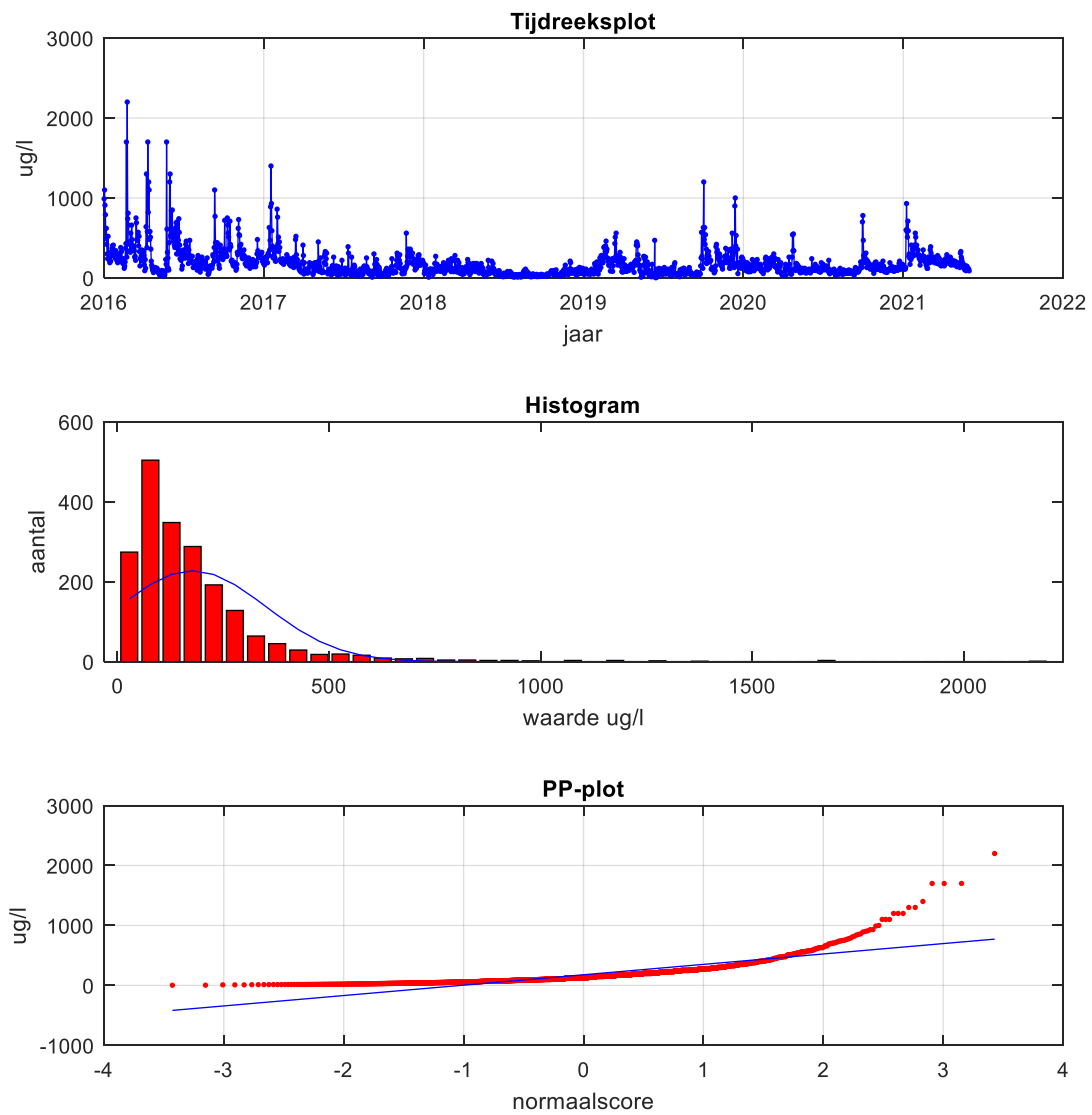 Tijdreeksplot
3000
2000
1000
0
ug/l
2016 2017 2018 2019 2020 2021 2022
jaar
Histogram
600
400
200
0
aantal
0 500 1000 1500 2000
waarde ug/l
PP-plot
3000
2000
1000
0
-1000
ug/l
-4 -3 -2 -1 0 1 2 3 4
normaalscore